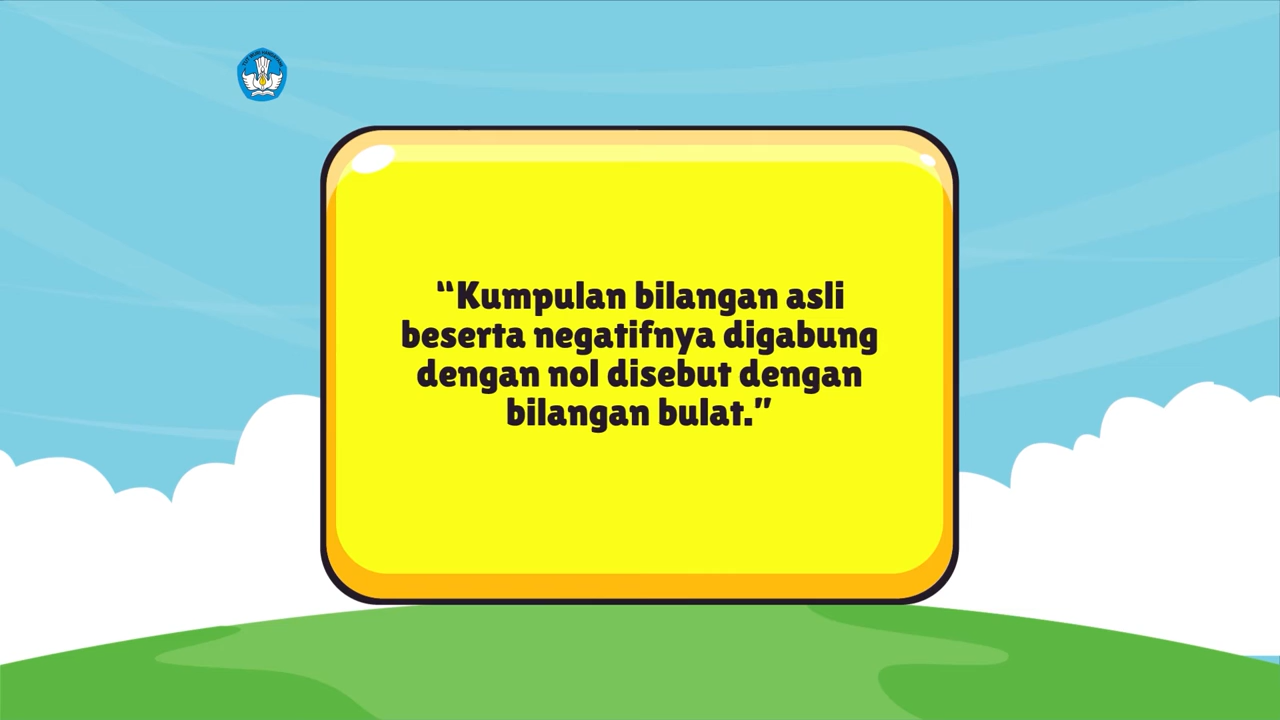 “Kumpulan bilangan asli
beserta negatifnya digabung
dengan nol disebut dengan
bilangan bulat.”